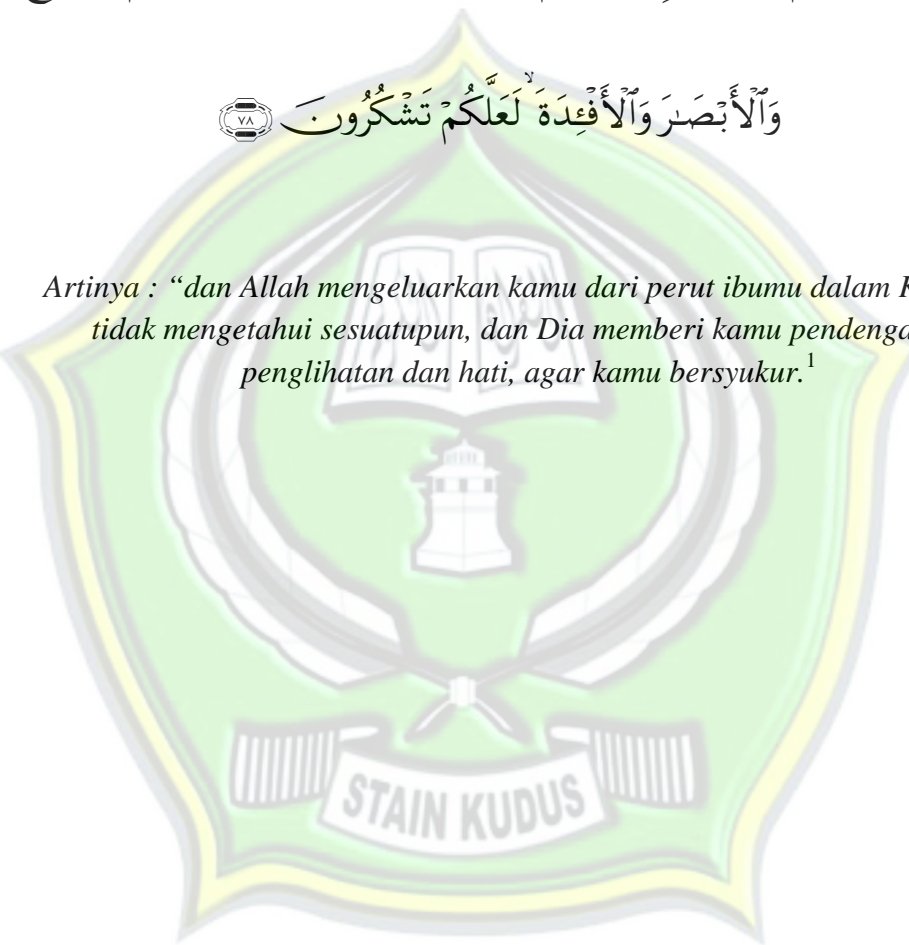 وَٱلْأَبْصَـٰرَ وَٱلْأَفْـِٔدَةَ ۙ لَعَلَّكُمْ تَشْكُرُونَ ﴿٧٨﴾
Artinya : “dan Allah mengeluarkan kamu dari perut ibumu dalam
tidak mengetahui sesuatupun, dan Dia memberi kamu
penglihatan dan hati, agar kamu bersyukur.1
STAIN KUDUS